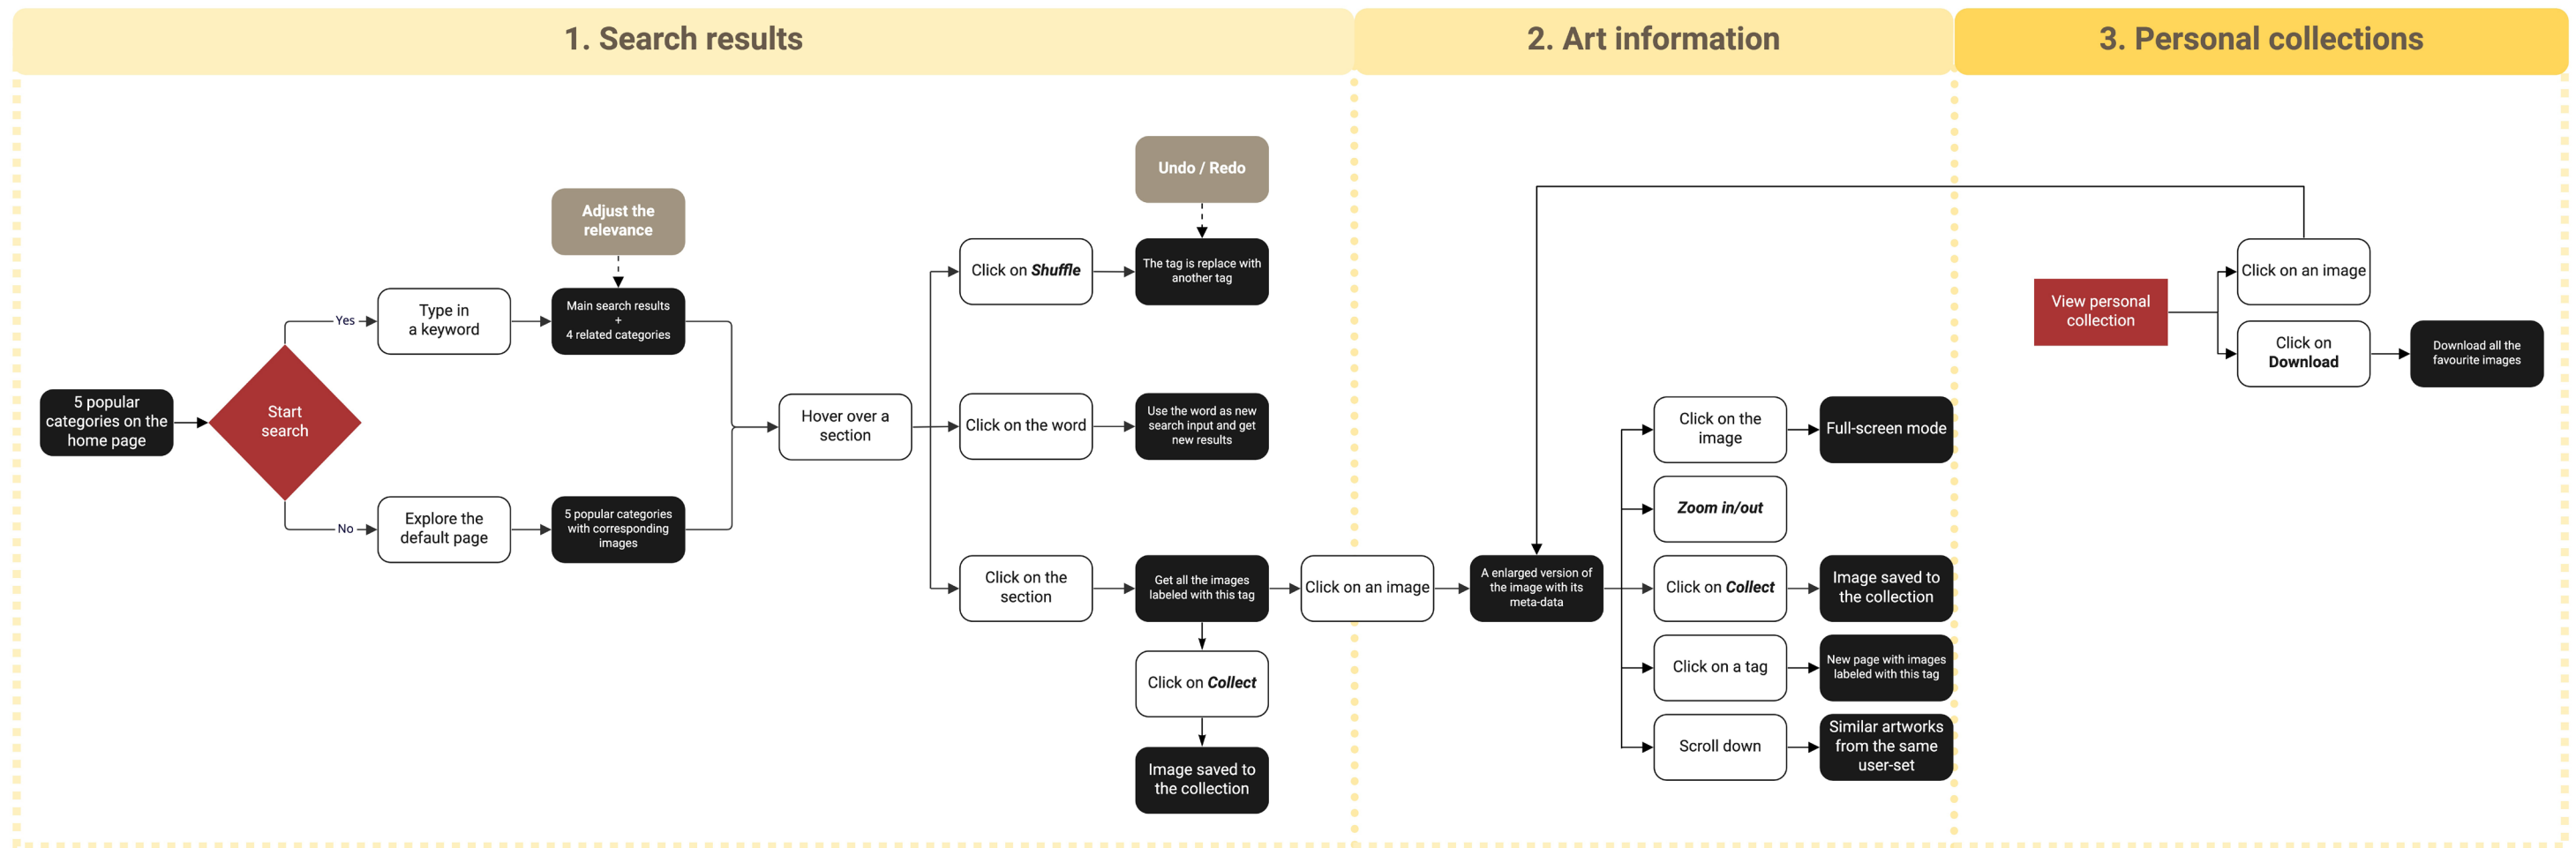 1. Search results
2. Art information
3. Personal collections
5 popular
categories on the
home page
Start
search
Yes
No
Type in
a keyword
Explore the
default page
Adjust the
relevance
Main search results
+
4 related categories
5 popular categories
with corresponding
images
Hover over a
section
Click on Shuffle
Click on the word
Click on the
section
Undo / Redo
The tag is replace with
another tag
Use the word as new
search input and get
new results
Get all the images
labeled with this tag
Click on Collect
Image saved to
the collection
Click on an image
A enlarged version of
the image with its
meta-data
Click on the
image
Full-screen mode
Zoom in/out
Click on Collect
Image saved to
the collection
Click on a tag
New page with images
labeled with this tag
Scroll down
Similar artworks
from the same
user-set
View personal
collection
Click on an image
Click on
Download
Download all the
favourite images